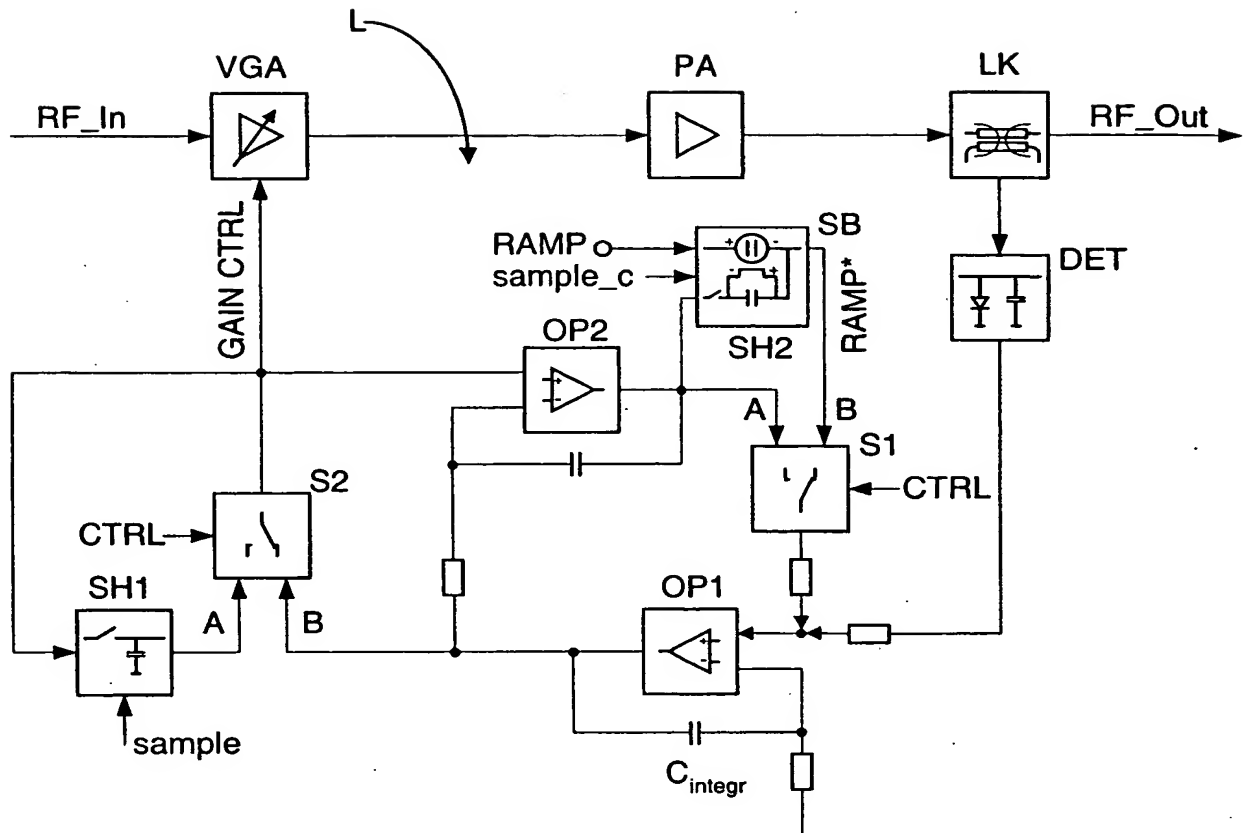 L
VGA
PA
LK
RF_In
RF_Out
GAIN CTRL
RAMP
SB
sample_c
DET
RAMP*
OP2
SH2
A
B
S1
S2
CTRL
CTRL
SH1
OP1
A
B
sample
Cintegr
+ -
- +
+
-
+
-